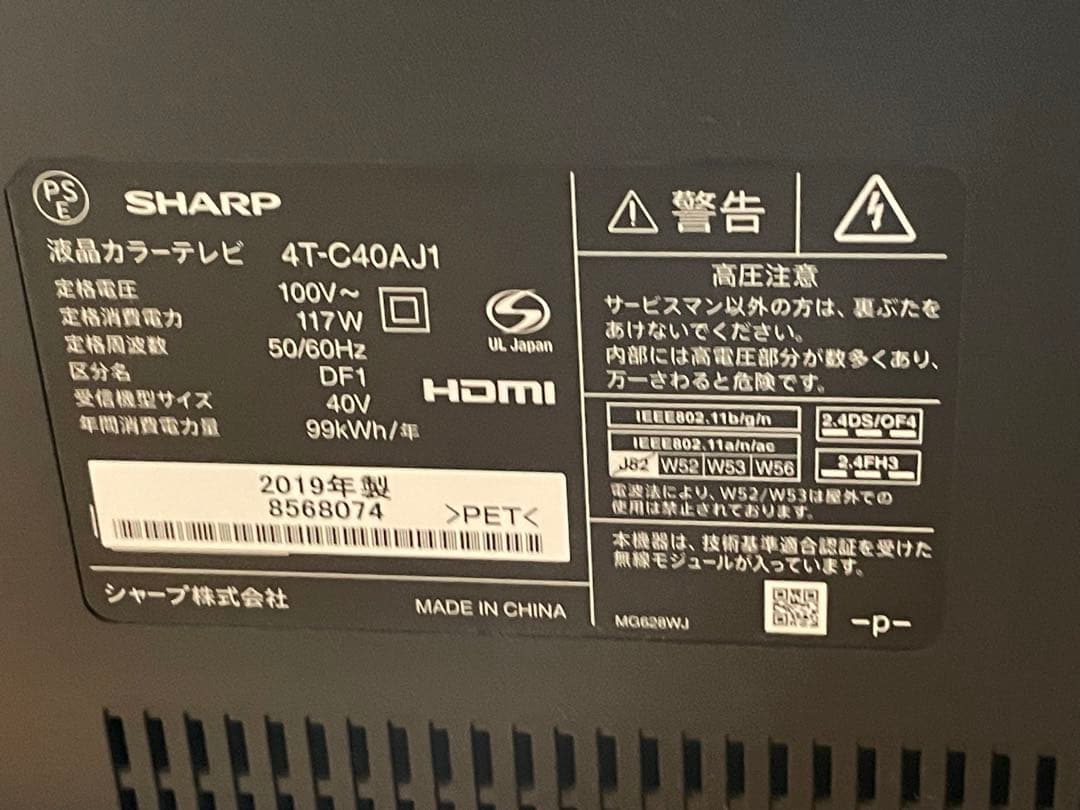 PSE
SHARP
液晶カラーテレビ 4T-C40AJ1
定格電圧 100V~
定格消費電力 117W
定格周波数 50/60Hz
区分名 DF1
受信機型サイズ 40V
年間消費電力量 99kWh/年
UL Japan
HDMI
2019年製
8568074 >PET<
シャープ株式会社 MADE IN CHINA
警告
高圧注意
サービスマン以外の方は、裏ぶたを
あけないでください。
内部には高電圧部分が数多くあり、
万一さわると危険です。
IEEE802.11b/g/n
IEEE802.11a/n/ac
J52 W52 W53 W56
2.4DS/OF4
2.4FH3
電波法により、W52/W53は屋外での
使用は禁止されております。
本機器は、技術基準適合認証を受けた
無線モジュールが入っています。
MG628WJ
-p-